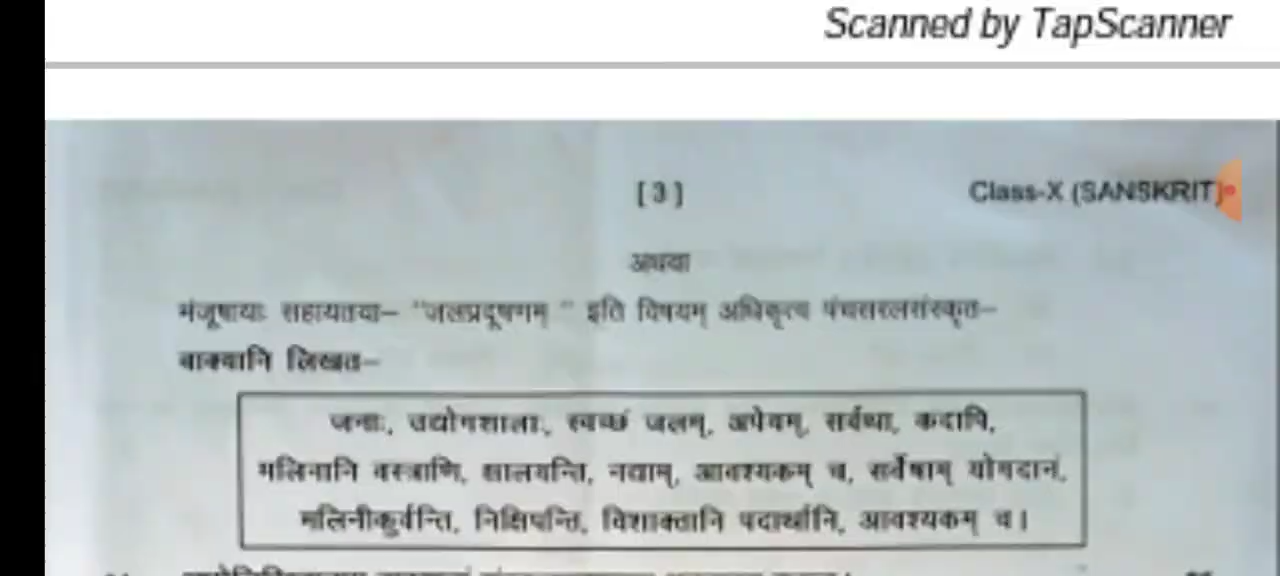 Scanned by TapScanner
[3] Class-X (SANSKRIT)
अथवा
मंजूषायाः सहायतया– "जलप्रदूषणम् " इति विषयम् अधिकृत्य पंचसरलसंस्कृत–
वाक्यानि लिखत–
जनाः, उद्योगशालाः, स्वच्छं जलम्, अपेयम्, सर्वथा, कदापि,
मलिनानि वस्त्राणि, क्षालयन्ति, नद्याम्, आवश्यकम् च, सर्वेषाम् योगदानं,
मलिनीकुर्वन्ति, निक्षिपन्ति, विशाक्तानि पदार्थानि, आवश्यकम् च।